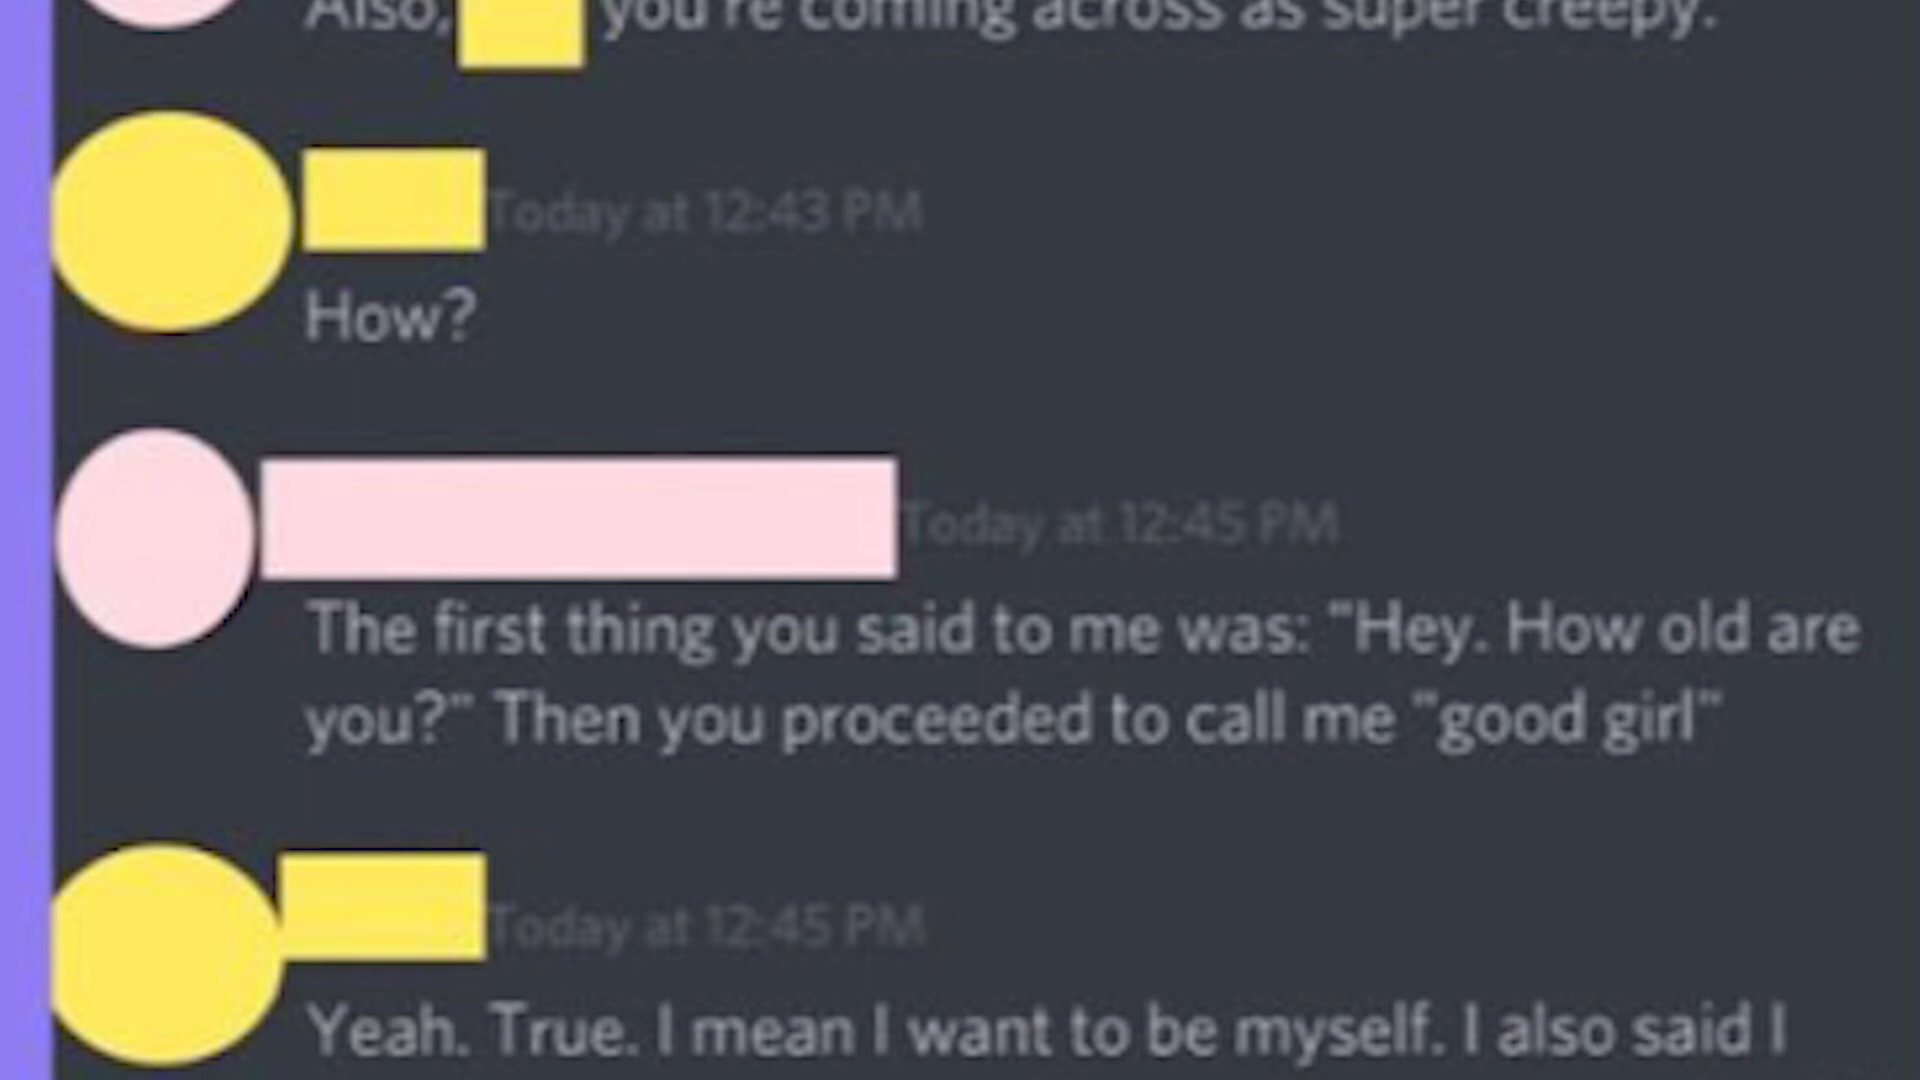 Also, you're coming across as super creepy.
Today at 12:43 PM
How?
Today at 12:45 PM
The first thing you said to me was: "Hey. How old are
you?" Then you proceeded to call me "good girl"
Today at 12:45 PM
Yeah. True. I mean I want to be myself. I also said I